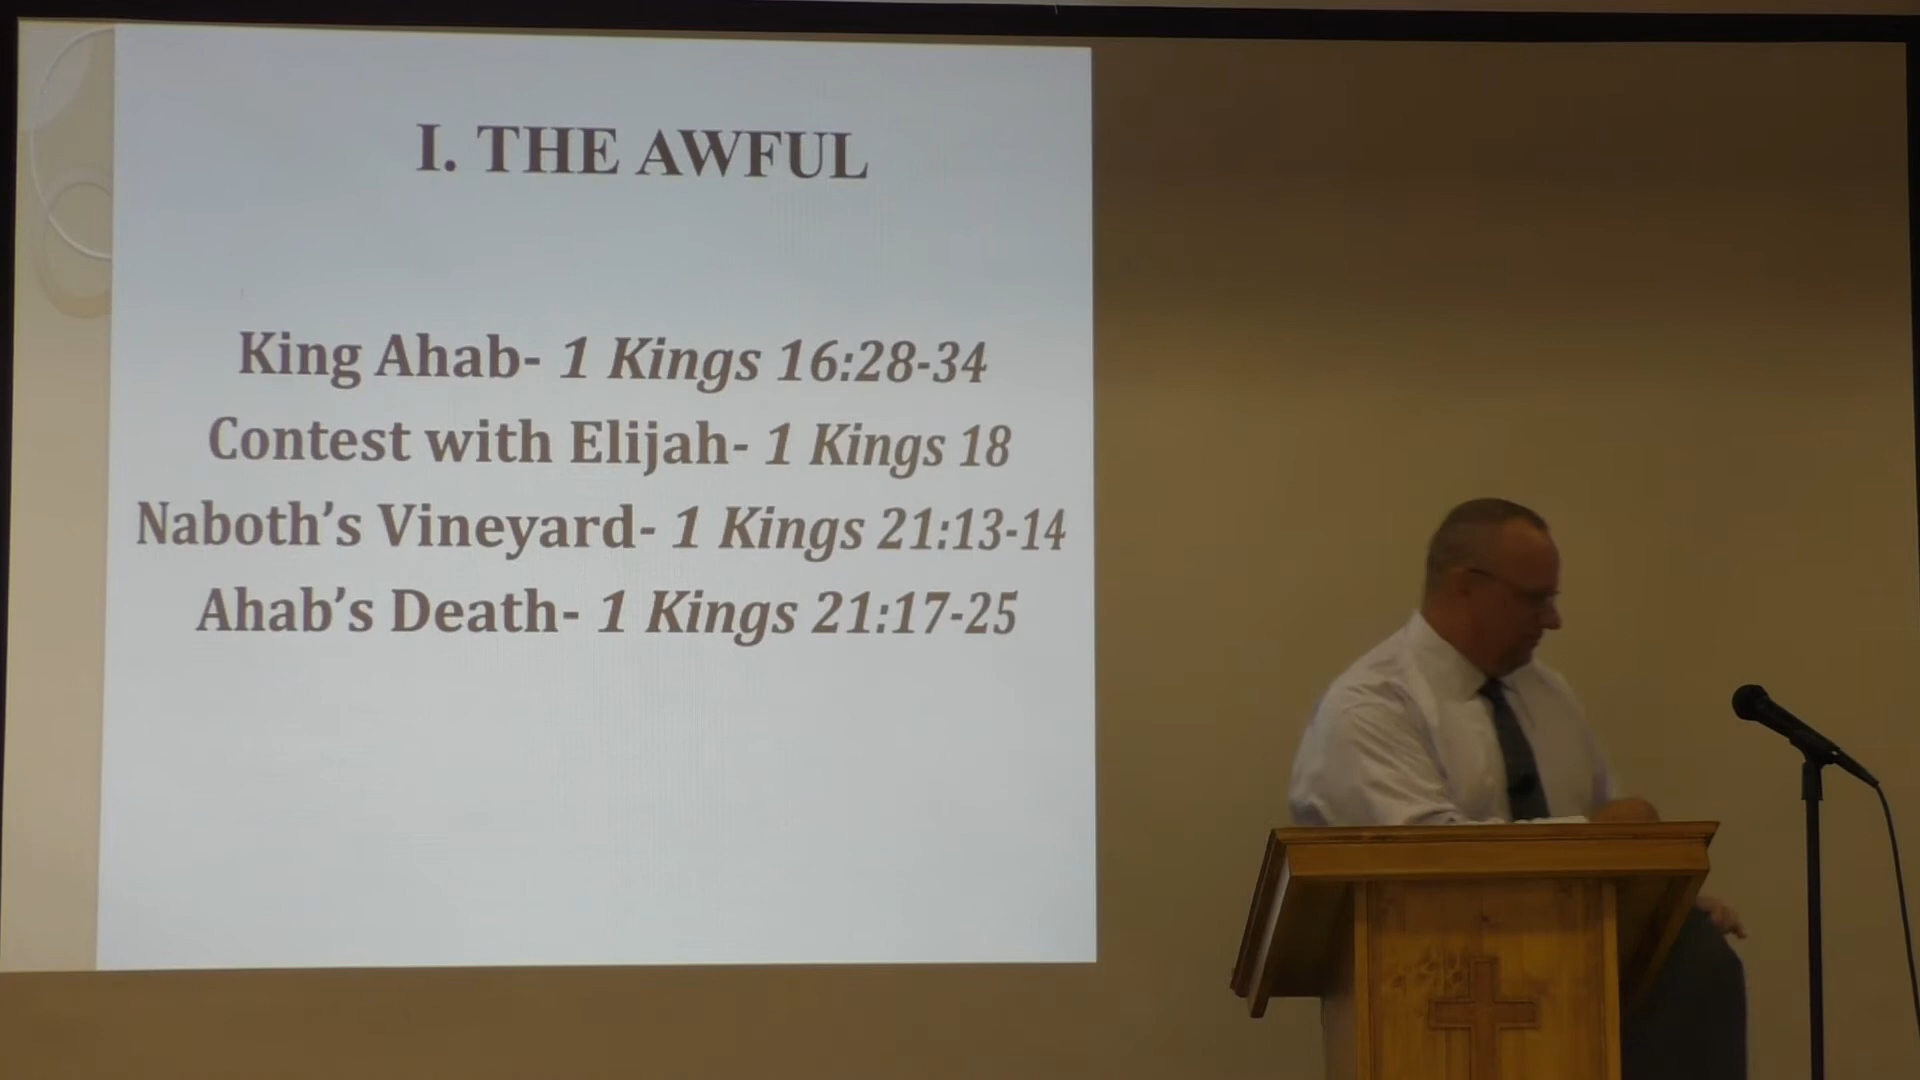 I. THE AWFUL
King Ahab- 1 Kings 16:28-34
Contest with Elijah- 1 Kings 18
Naboth’s Vineyard- 1 Kings 21:13-14
Ahab’s Death- 1 Kings 21:17-25